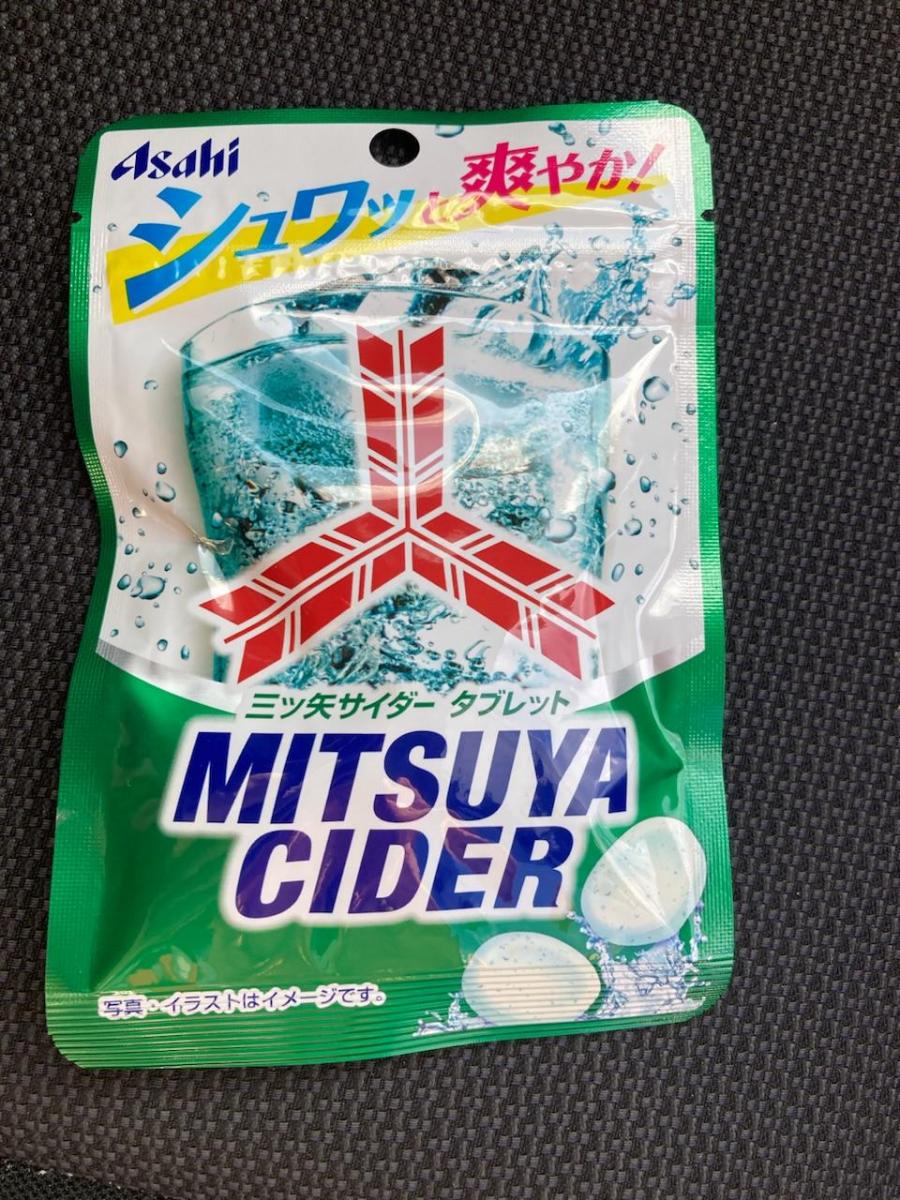 Asahi
シュワッと爽やか!
三ツ矢サイダー タブレット
MITSUYA
CIDER
写真・イラストはイメージです。